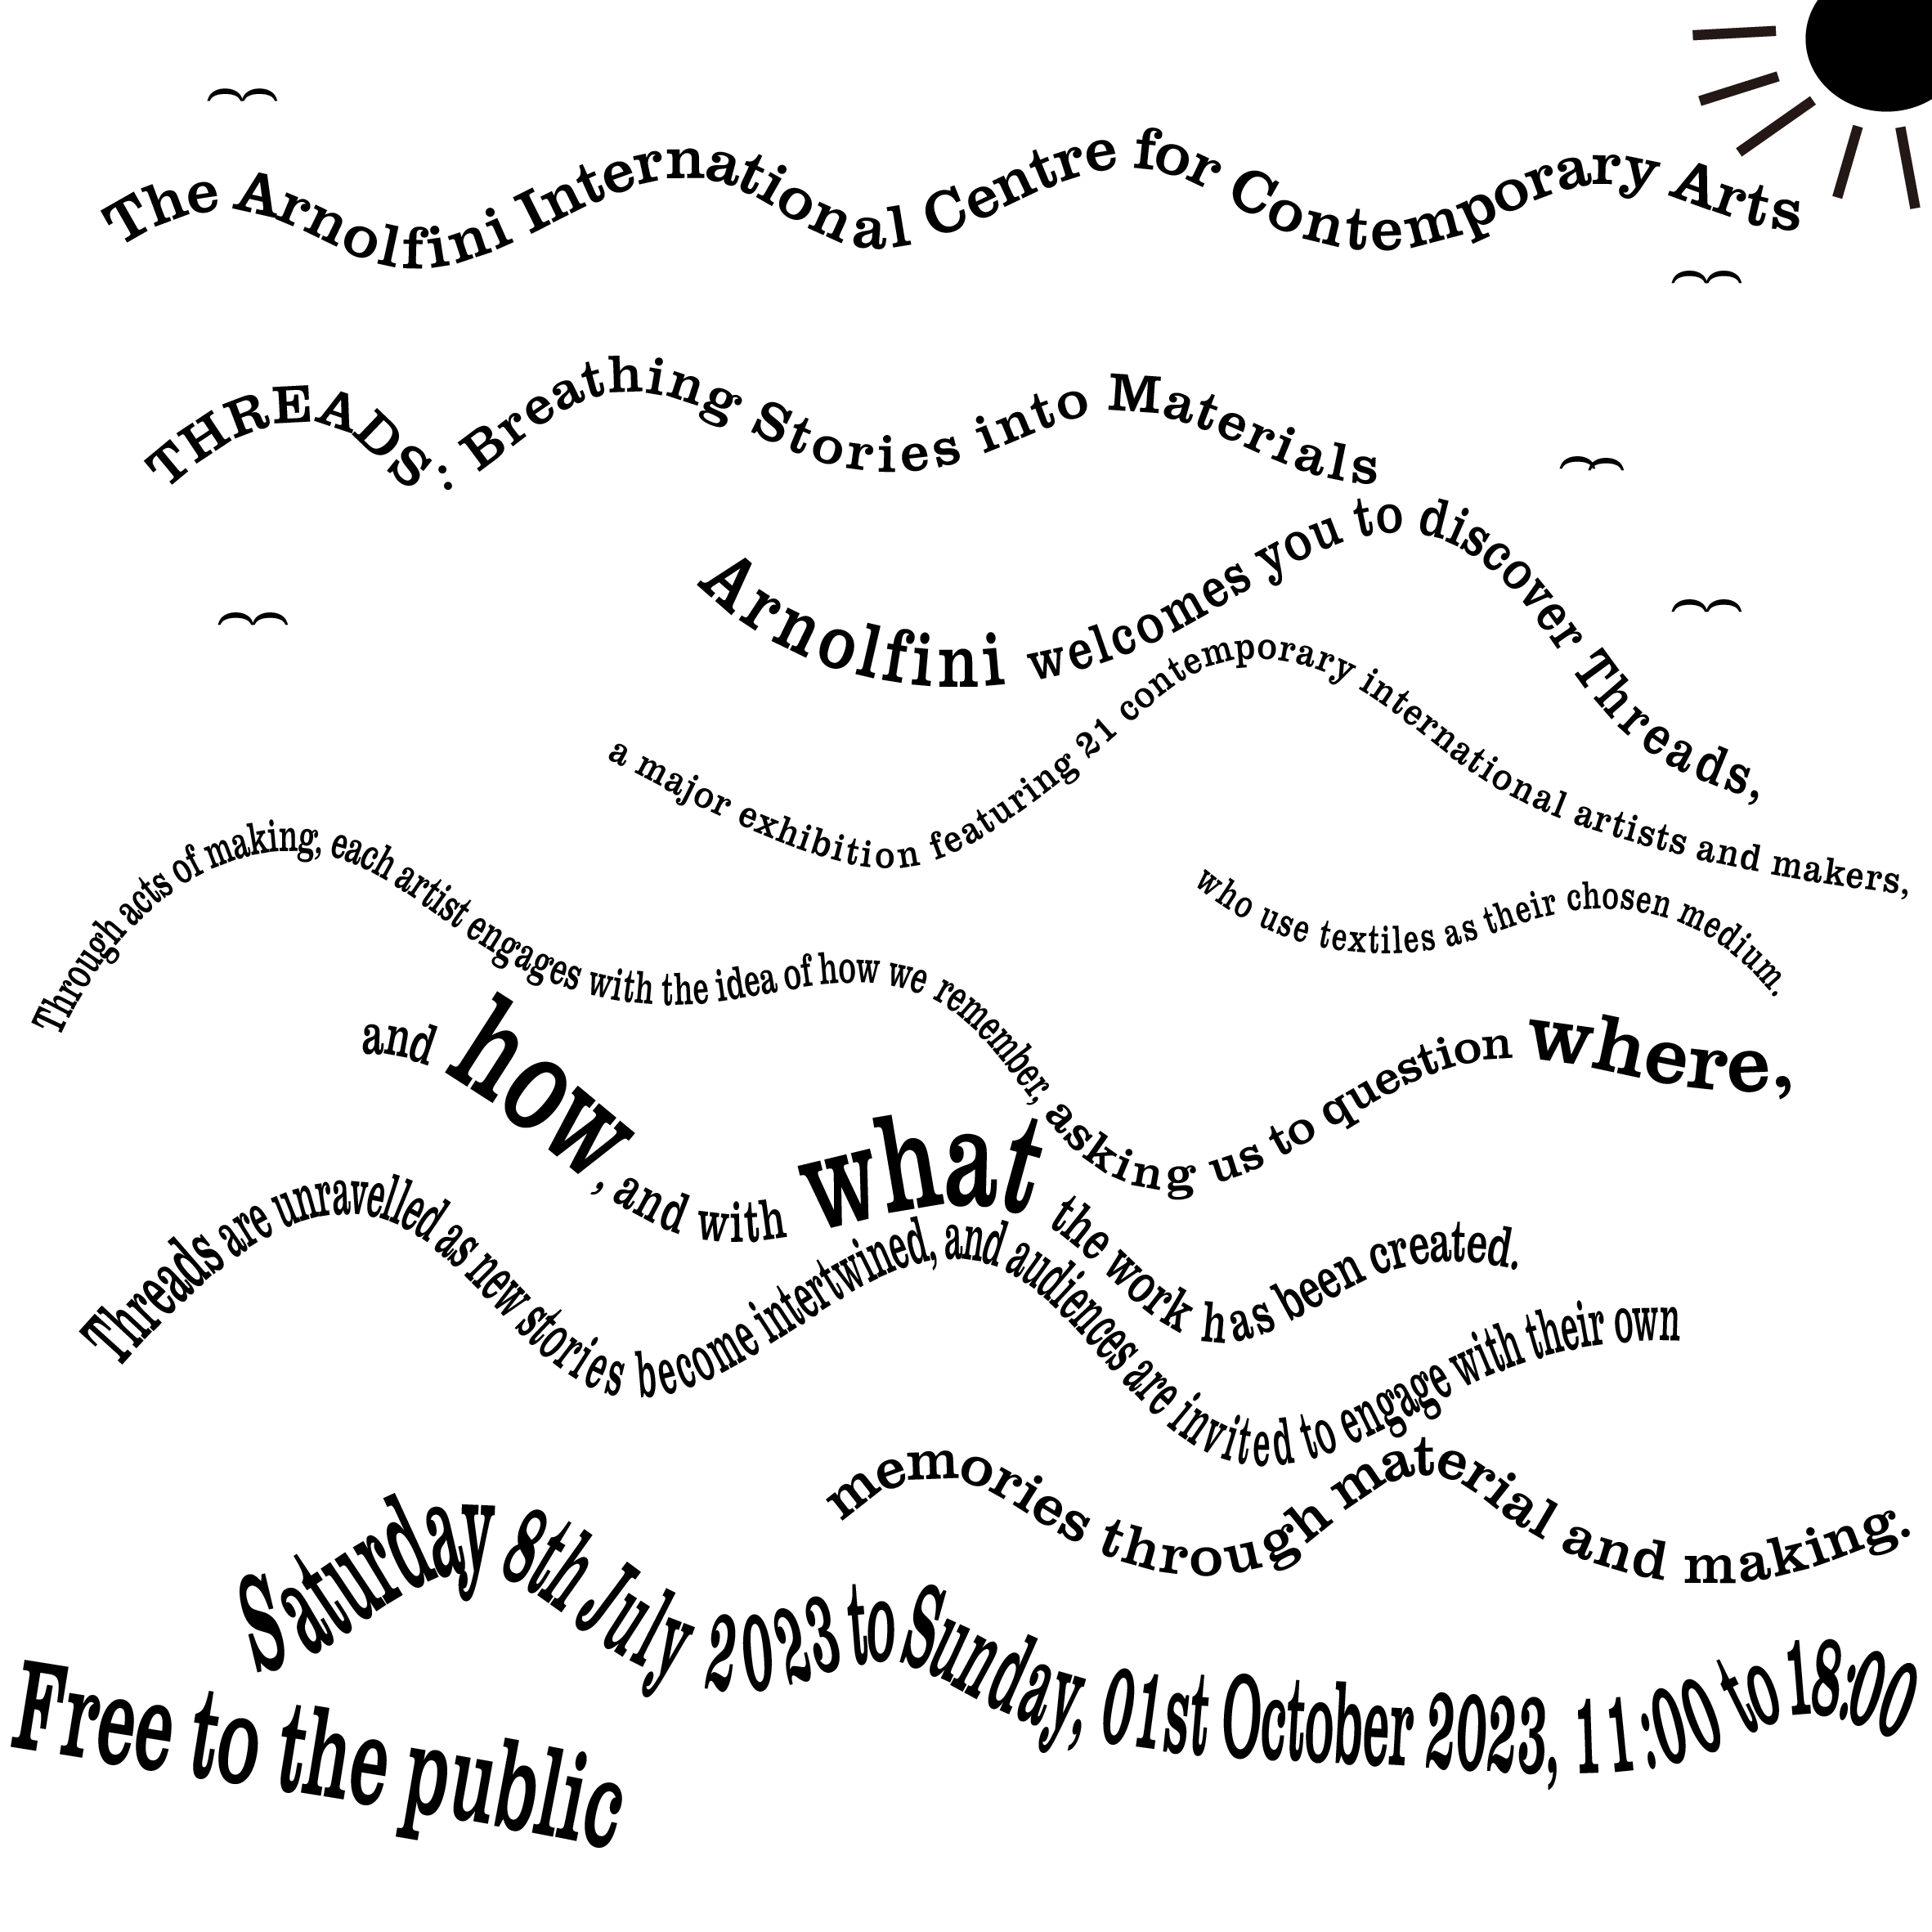 The Arnolfini International Centre for Contemporary Arts
THREADS: Breathing Stories into Materials
Arnolfini welcomes you to discover Threads,
a major exhibition featuring 21 contemporary international artists and makers,
who use textiles as their chosen medium.
Through acts of making, each artist engages with the idea of how we remember, asking us to question where,
and how, and with what the work has been created.
Threads are unravelled as new stories become intertwined, and audiences are invited to engage with their own
memories through material and making.
Saturday 8th July 2023 to Sunday, 01st October 2023, 11:00 to 18:00
Free to the public